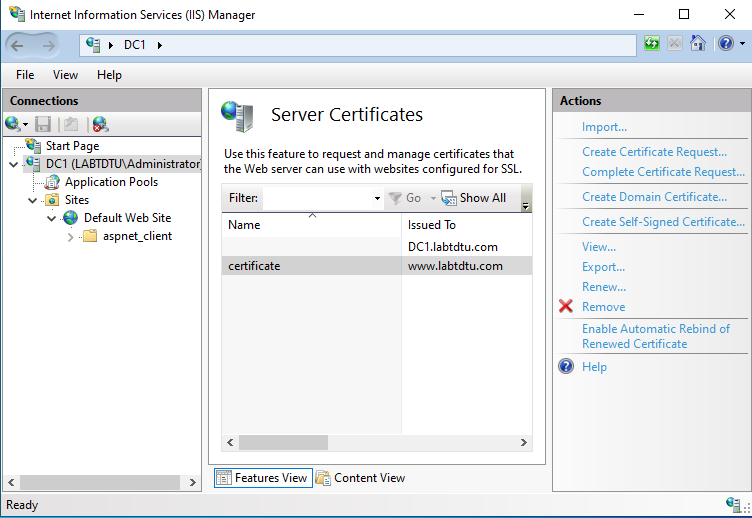 Internet Information Services (IIS) Manager
DC1
File View Help
Connections
Start Page
DC1 (LABTDTU\Administrator)
Application Pools
Sites
Default Web Site
aspnet_client
Server Certificates
Use this feature to request and manage certificates that
the Web server can use with websites configured for SSL.
Filter: Go Show All
Name Issued To
DC1.labtdtu.com
certificate www.labtdtu.com
Features View Content View
Actions
Import...
Create Certificate Request...
Complete Certificate Request...
Create Domain Certificate...
Create Self-Signed Certificate...
View...
Export...
Renew...
Remove
Enable Automatic Rebind of
Renewed Certificate
Help
Ready